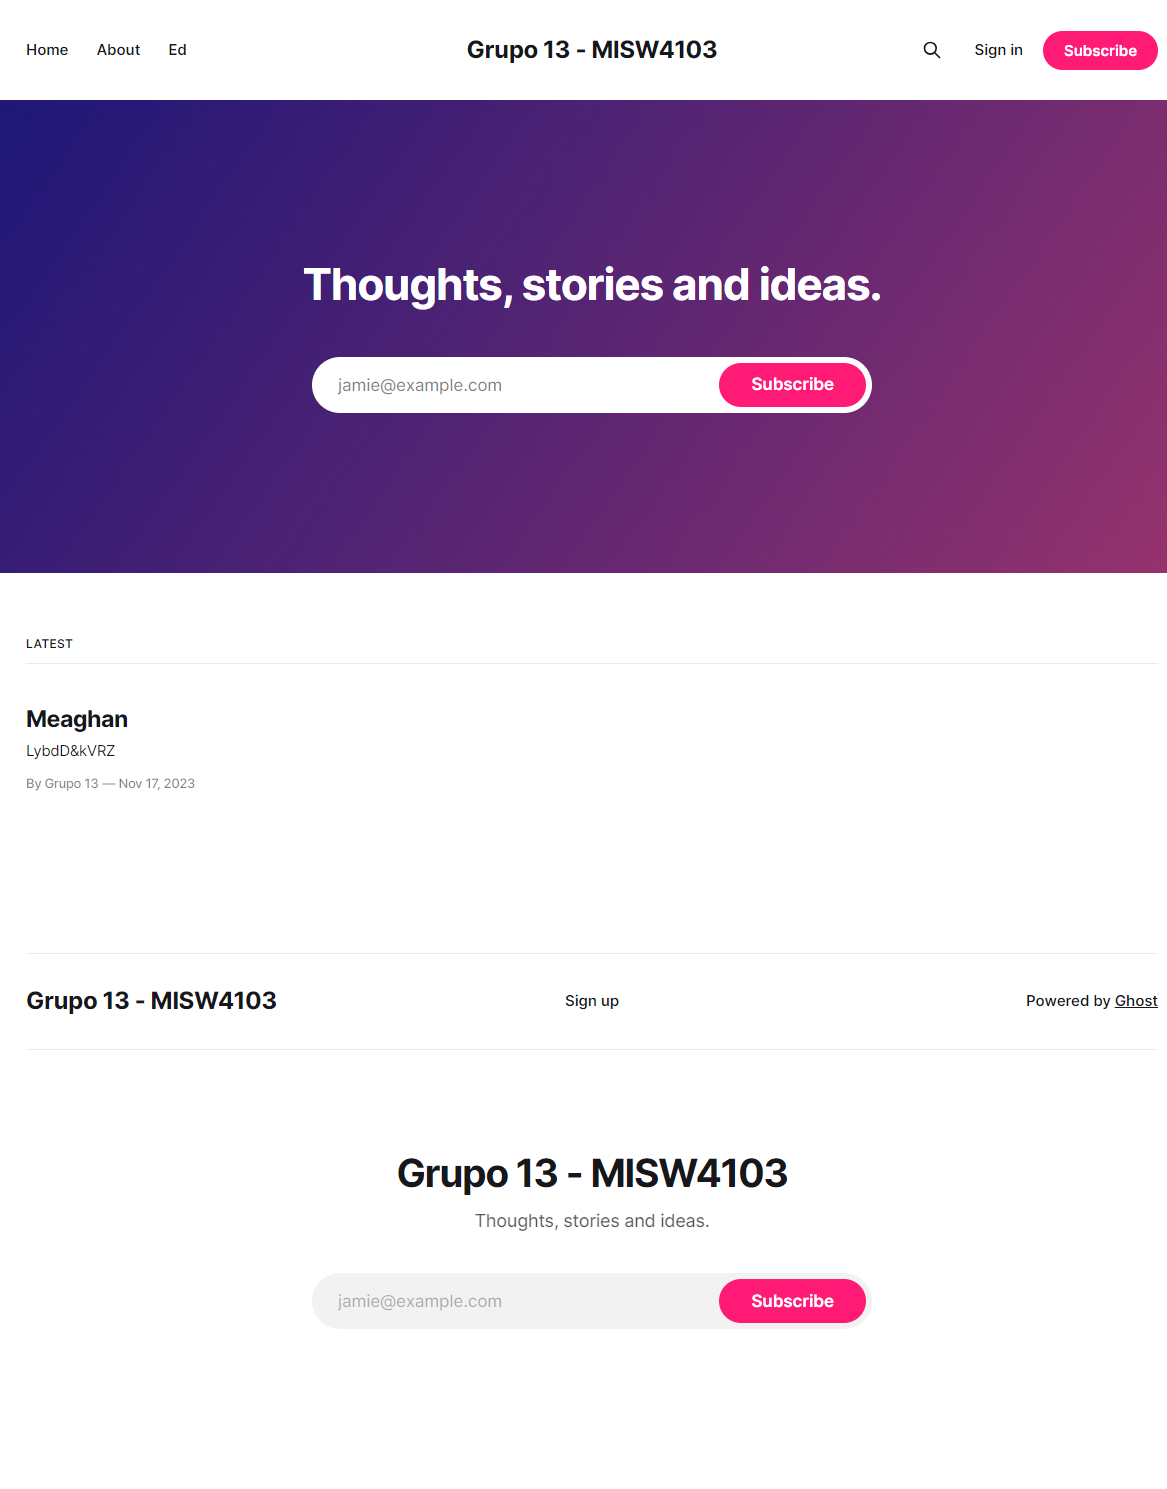 Home About Ed Grupo 13 - MISW4103 Sign in Subscribe
Thoughts, stories and ideas.
jamie@example.com Subscribe
LATEST
Meaghan
LybdD&kVRZ
By Grupo 13 — Nov 17, 2023
Grupo 13 - MISW4103 Sign up Powered by Ghost
Grupo 13 - MISW4103
Thoughts, stories and ideas.
jamie@example.com Subscribe